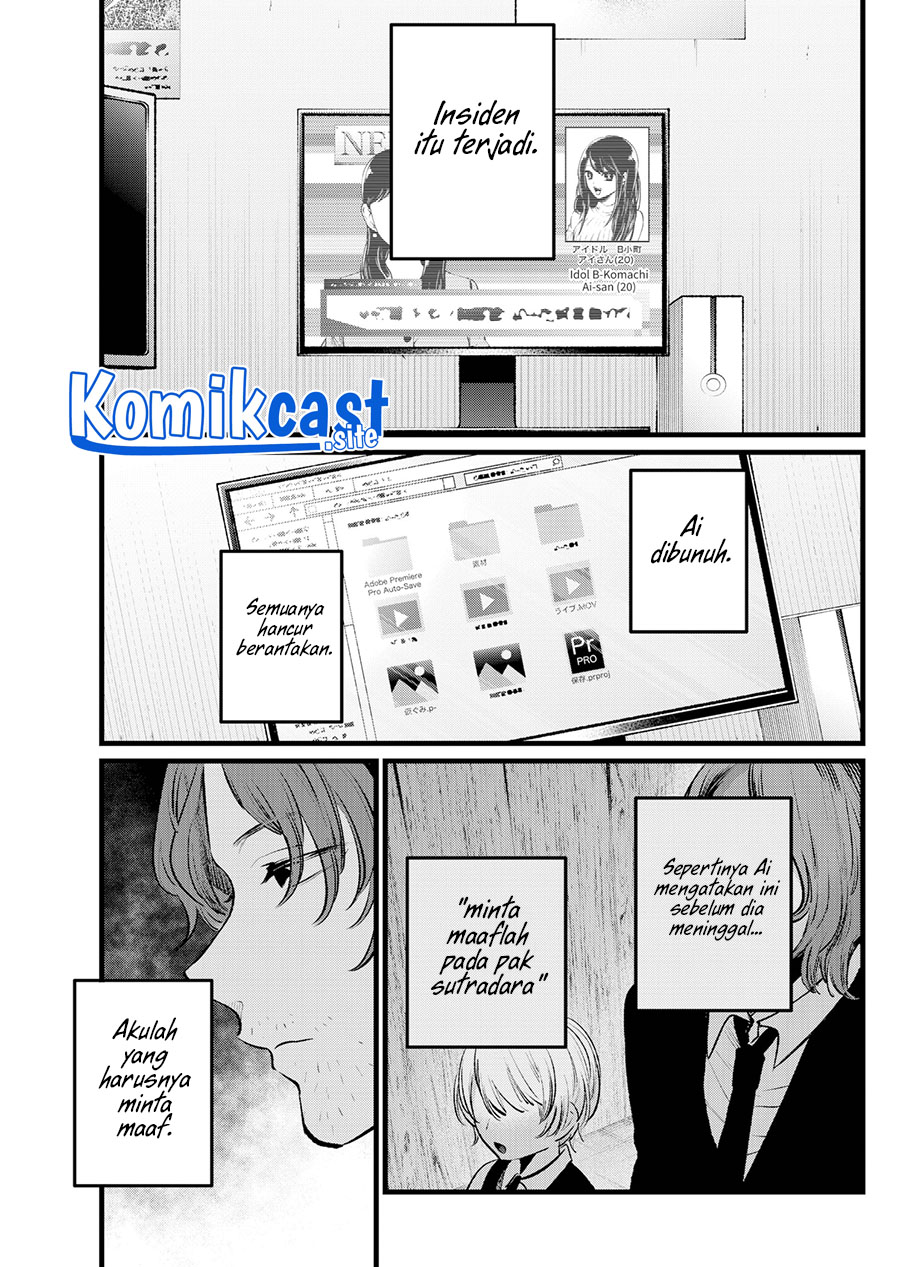 Insiden
itu terjadi.
NE
アイドル B小町
アイさん(20)
Idol B-Komachi
Ai-san (20)
Komikcast
.site
Ai
dibunuh.
Semuanya
hancur
berantakan.
Adobe Premiere
Pro Auto-Save
素材
ライブ.MOV
Pr
PRO
保存.prproj
Sepertinya Ai
mengatakan ini
sebelum dia
meninggal...
"minta
maaflah
pada pak
sutradara"
Akulah
yang
harusnya
minta
maaf.